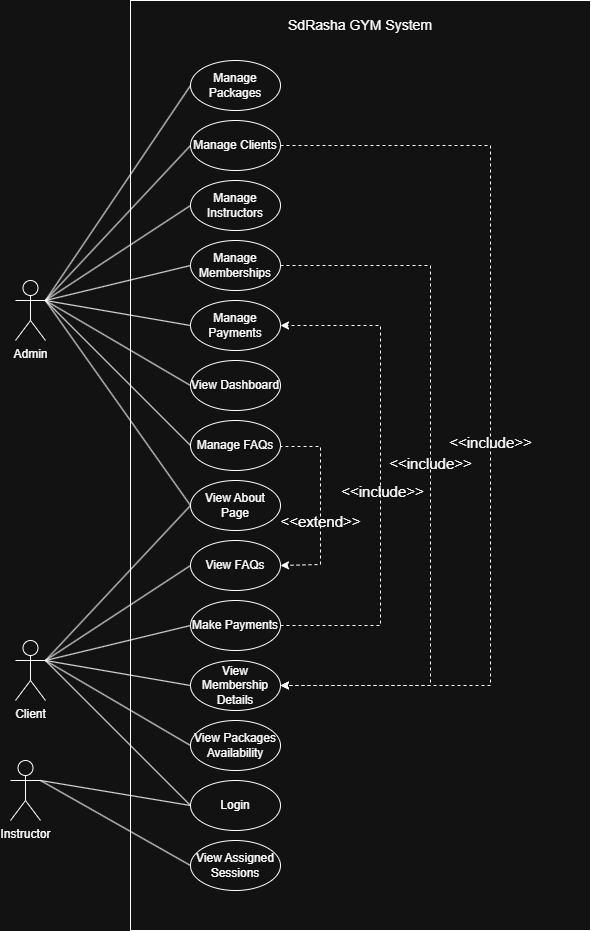 SdRasha GYM System
Manage
Packages
Manage Clients
Manage
Instructors
Manage
Memberships
Manage
Payments
Admin
View Dashboard
Manage FAQs
<<include>>
<<include>>
<<include>>
View About
Page
<<extend>>
View FAQs
Make Payments
View
Membership
Details
Client
View Packages
Availability
Login
Instructor
View Assigned
Sessions